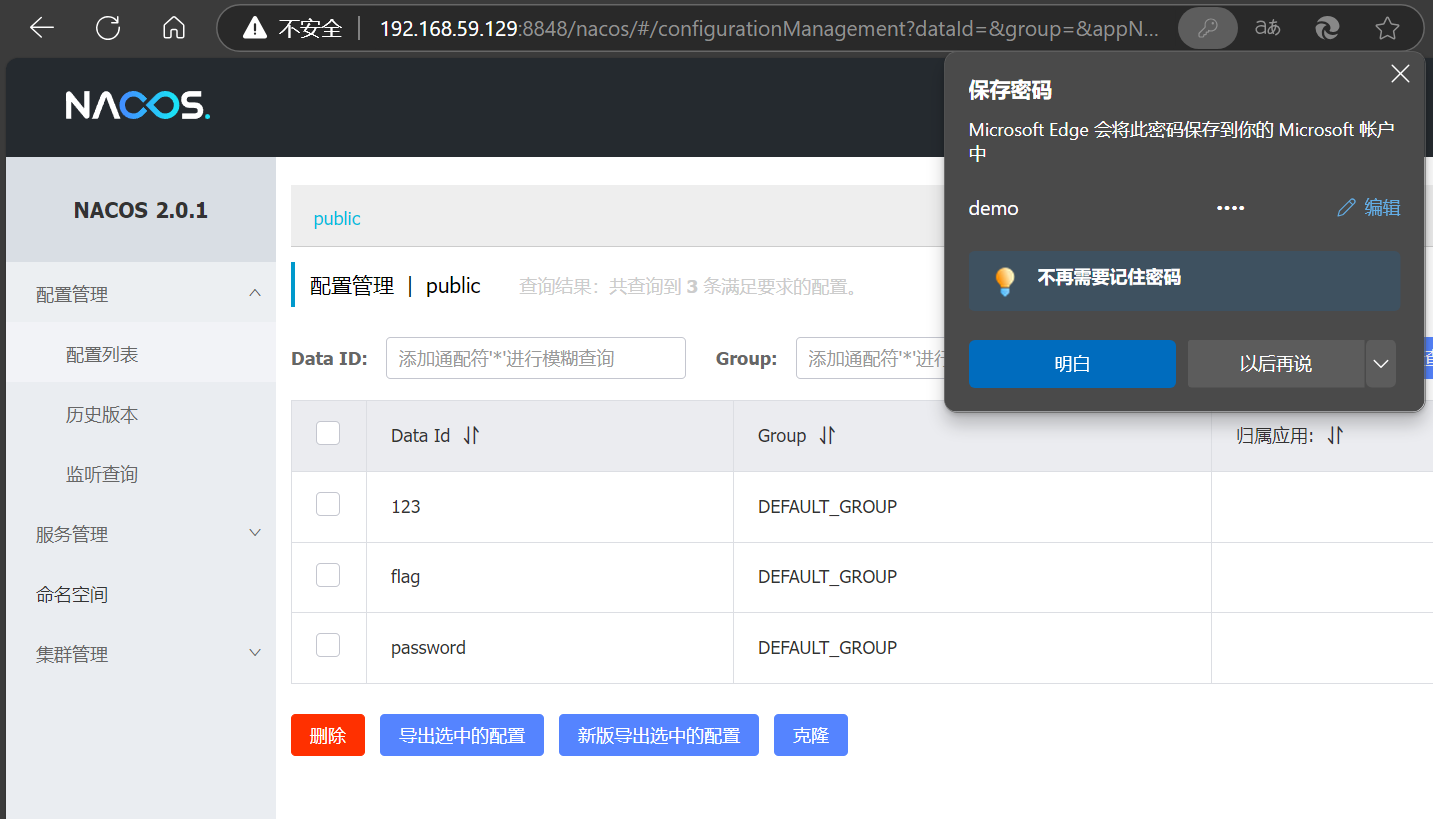 不安全 192.168.59.129:8848/nacos/#/configurationManagement?dataId=&group=&appN...
保存密码
Microsoft Edge 会将此密码保存到你的 Microsoft 帐户
中
demo •••• 编辑
不再需要记住密码
明白 以后再说
NACOS.
NACOS 2.0.1
配置管理
配置列表
历史版本
监听查询
服务管理
命名空间
集群管理
public
配置管理 | public 查询结果：共查询到 3 条满足要求的配置。
Data ID: 添加通配符'*'进行模糊查询 Group: 添加通配符'*'进行
Data Id Group 归属应用:
123 DEFAULT_GROUP
flag DEFAULT_GROUP
password DEFAULT_GROUP
删除 导出选中的配置 新版导出选中的配置 克隆